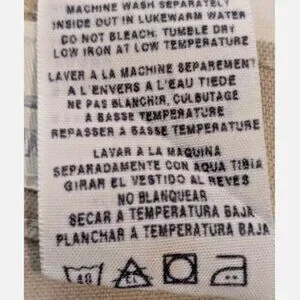 MACHINE WASH SEPARATELY
INSIDE OUT IN LUKEWARM WATER
DO NOT BLEACH. TUMBLE DRY
LOW IRON AT LOW TEMPERATURE
LAVER A LA MACHINE SEPAREMENT
A L'ENVERS A L'EAU TIEDE
NE PAS BLANCHIR, CULBUTAGE
A BASSE TEMPERATURE
REPASSER A BASSE TEMPERATURE
LAVAR A LA MAQUINA
SEPARADAMENTE CON AQUA TIBIA
GIRAR EL VESTIDO AL REVES
NO BLANQUEAR
SECAR A TEMPERATURA BAJA
PLANCHAR A TEMPERATURA BAJA
40 CL